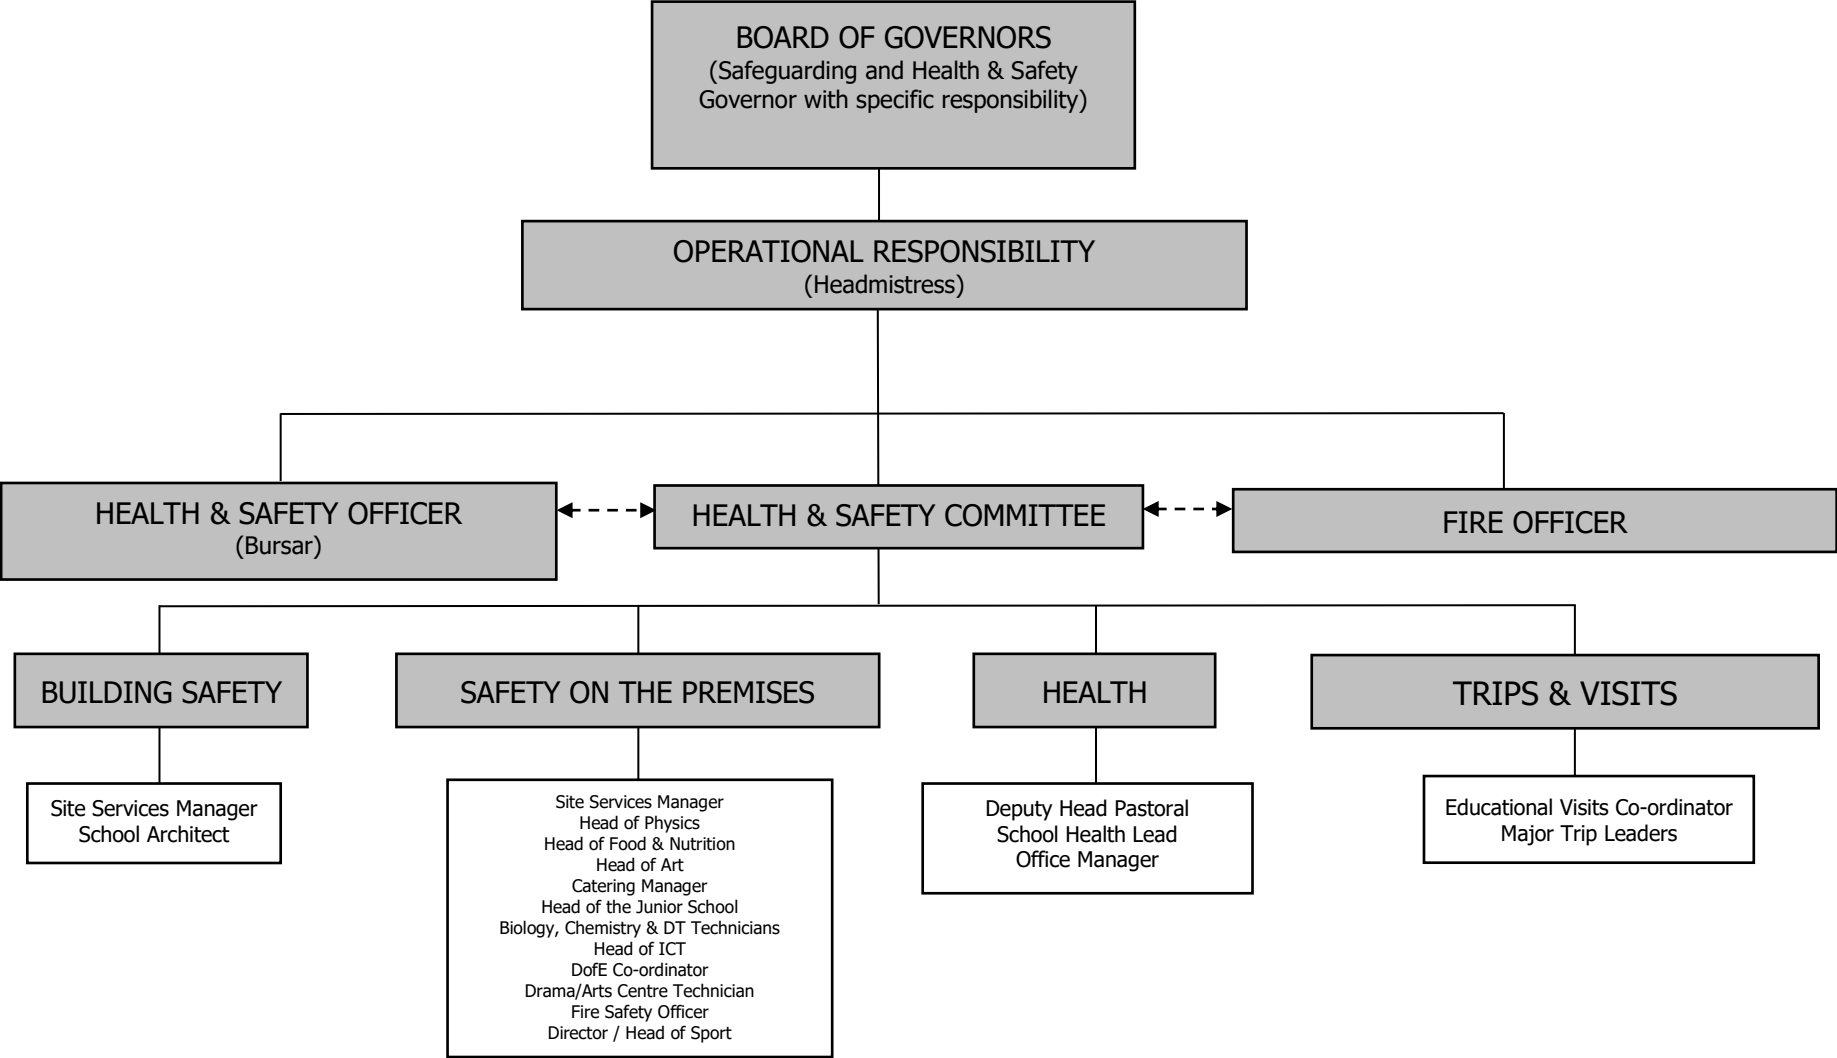 BOARD OF GOVERNORS
(Safeguarding and Health & Safety
Governor with specific responsibility)
OPERATIONAL RESPONSIBILITY
(Headmistress)
HEALTH & SAFETY OFFICER
(Bursar)
HEALTH & SAFETY COMMITTEE
FIRE OFFICER
BUILDING SAFETY
SAFETY ON THE PREMISES
HEALTH
TRIPS & VISITS
Site Services Manager
School Architect
Site Services Manager
Head of Physics
Head of Food & Nutrition
Head of Art
Catering Manager
Head of the Junior School
Biology, Chemistry & DT Technicians
Head of ICT
DofE Co-ordinator
Drama/Arts Centre Technician
Fire Safety Officer
Director / Head of Sport
Deputy Head Pastoral
School Health Lead
Office Manager
Educational Visits Co-ordinator
Major Trip Leaders